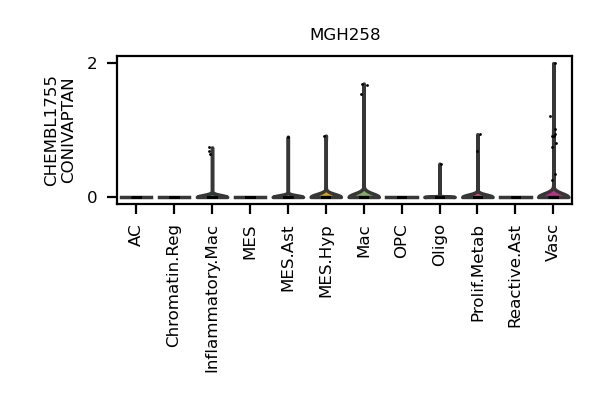 MGH258
CHEMBL1755
CONIVAPTAN
2
0
AC
Chromatin.Reg
Inflammatory.Mac
MES
MES.Ast
MES.Hyp
Mac
OPC
Oligo
Prolif.Metab
Reactive.Ast
Vasc